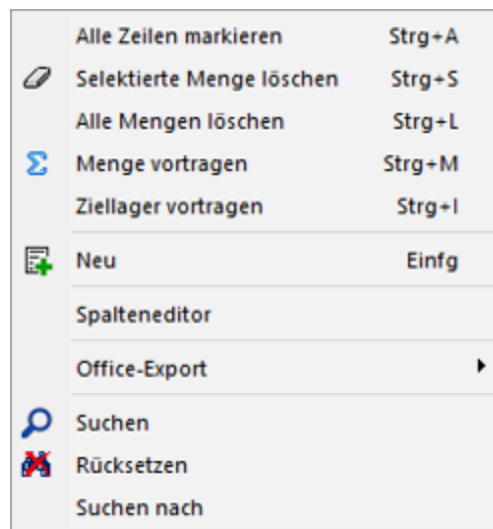 Alle Zeilen markieren Strg+A
Selektierte Menge löschen Strg+S
Alle Mengen löschen Strg+L
Menge vortragen Strg+M
Ziellager vortragen Strg+I
Neu Einfg
Spalteneditor
Office-Export
Suchen
Rücksetzen
Suchen nach